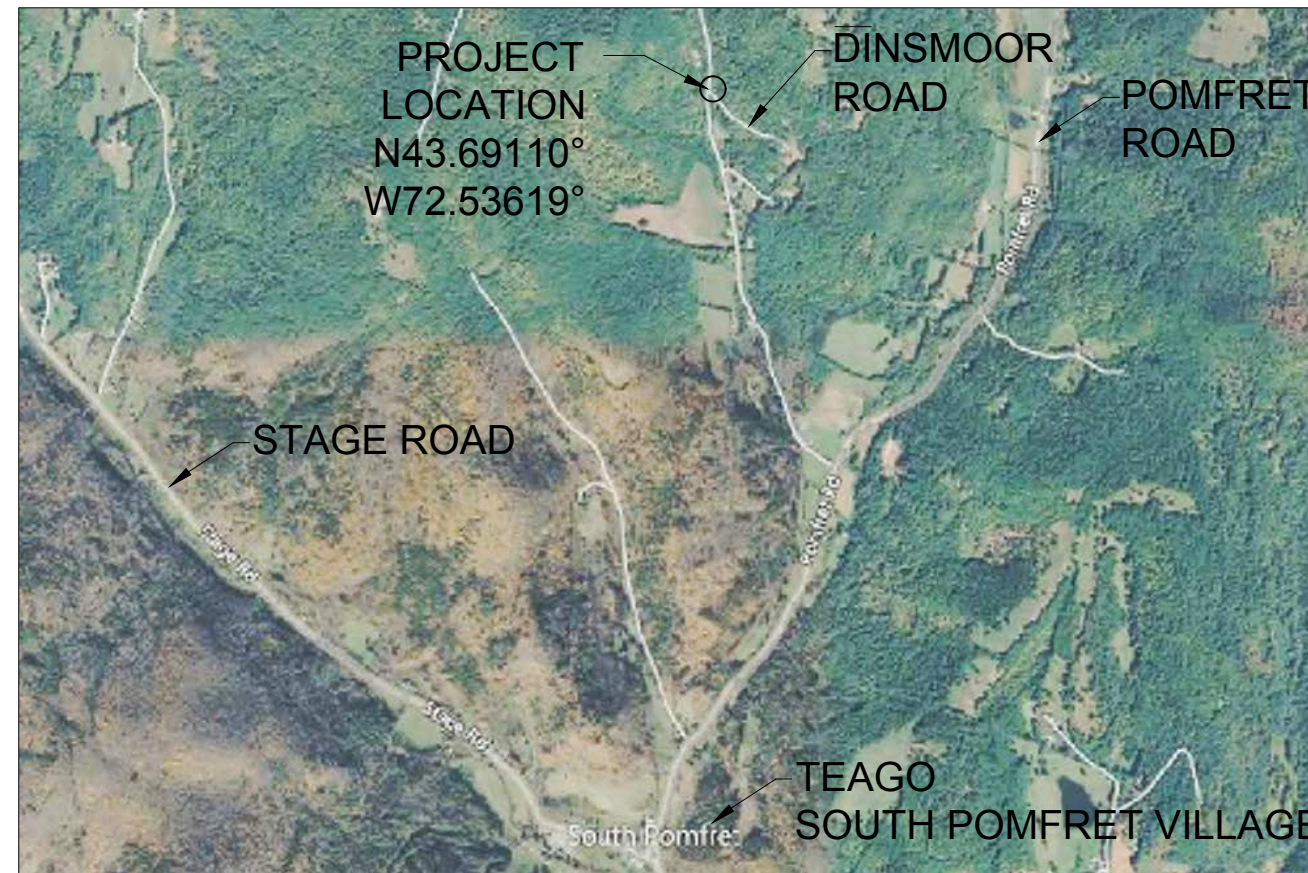 PROJECT
LOCATION
N43.69110°
W72.53619°
DINSMOOR
ROAD
POMFRET
ROAD
Pomfret Rd
STAGE ROAD
Pomfret Rd
Stage Rd
Stage Rd
TEAGO
SOUTH POMFRET VILLAGE
South Pomfret